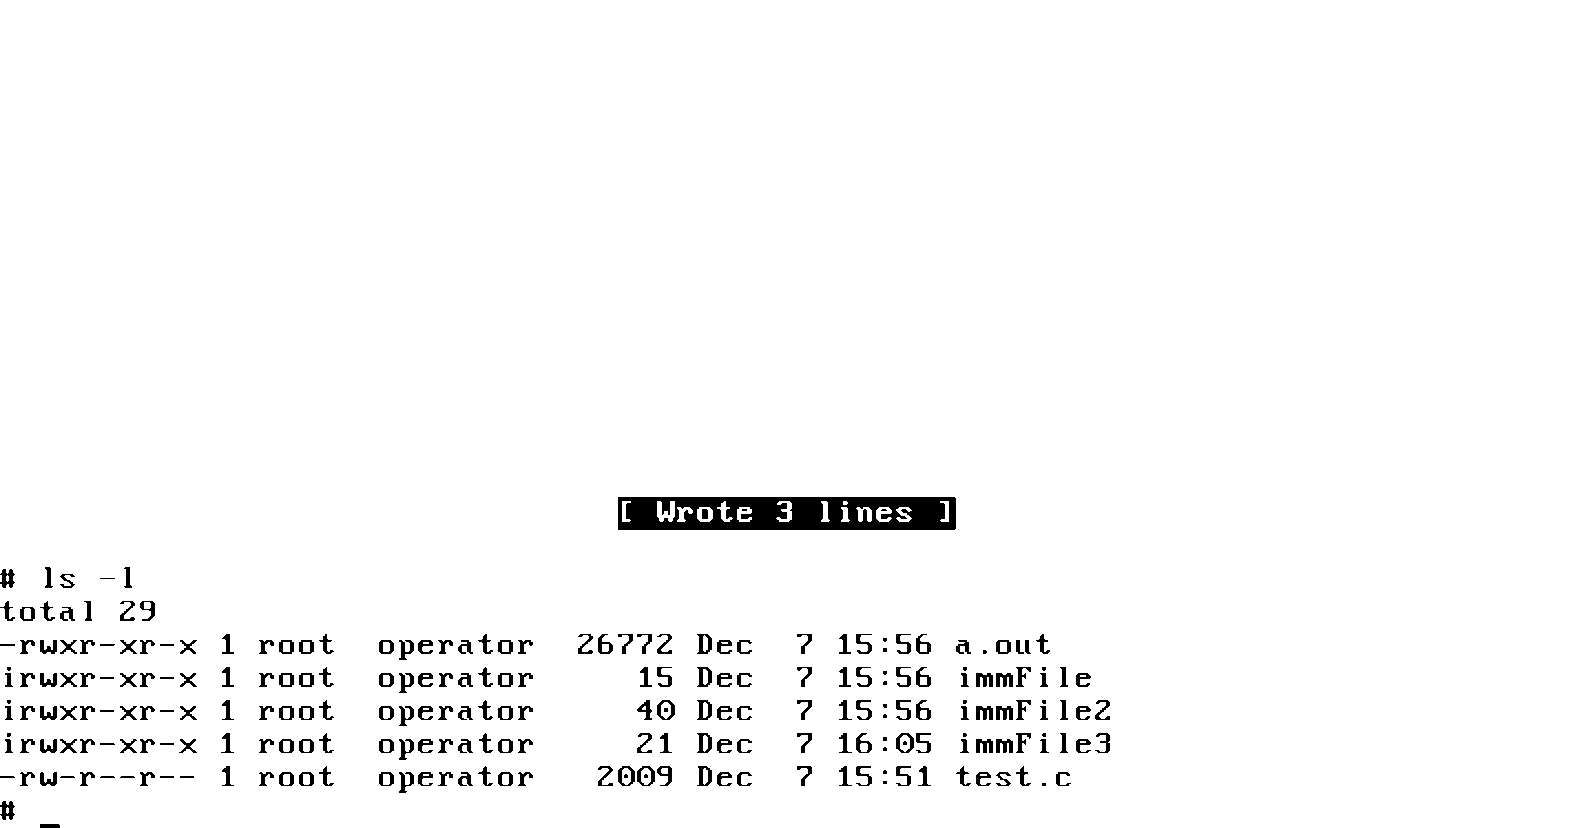 [ Wrote 3 lines ]
# ls -l
total 29
-rwxr-xr-x 1 root  operator  26772 Dec  7 15:56 a.out
irwxr-xr-x 1 root  operator     15 Dec  7 15:56 immFile
irwxr-xr-x 1 root  operator     40 Dec  7 15:56 immFile2
irwxr-xr-x 1 root  operator     21 Dec  7 16:05 immFile3
-rw-r--r-- 1 root  operator   2009 Dec  7 15:51 test.c
# _